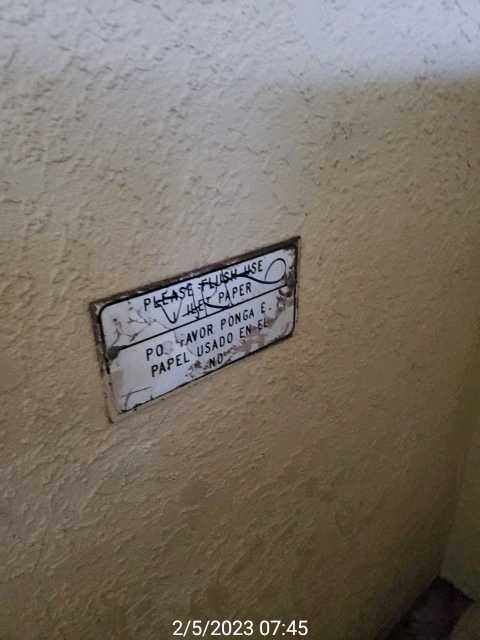 PLEASE FLUSH USE
PAPER
FAVOR PONGA E
PAPEL USADO EN EL
NO
2/5/2023 07:45